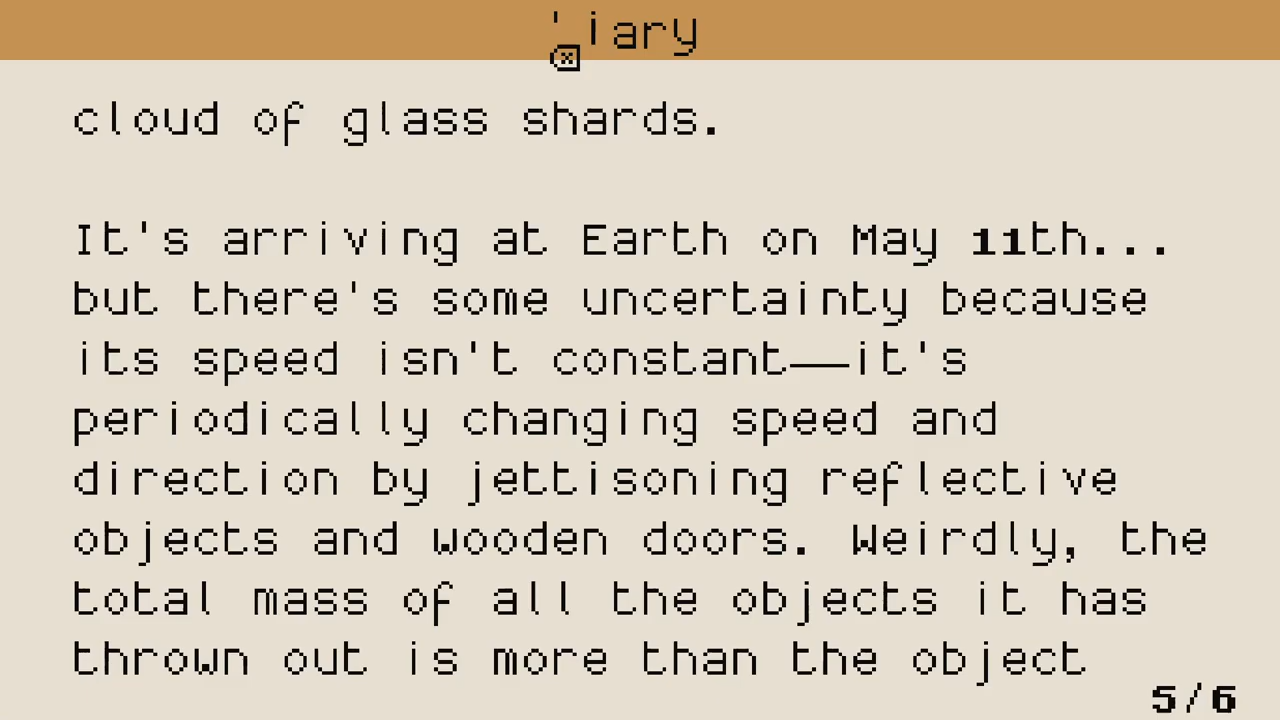 iary
cloud of glass shards.
It's arriving at Earth on May 11th...
but there's some uncertainty because
its speed isn't constant——it's
periodically changing speed and
direction by jettisoning reflective
objects and wooden doors. Weirdly, the
total mass of all the objects it has
thrown out is more than the object
5/6